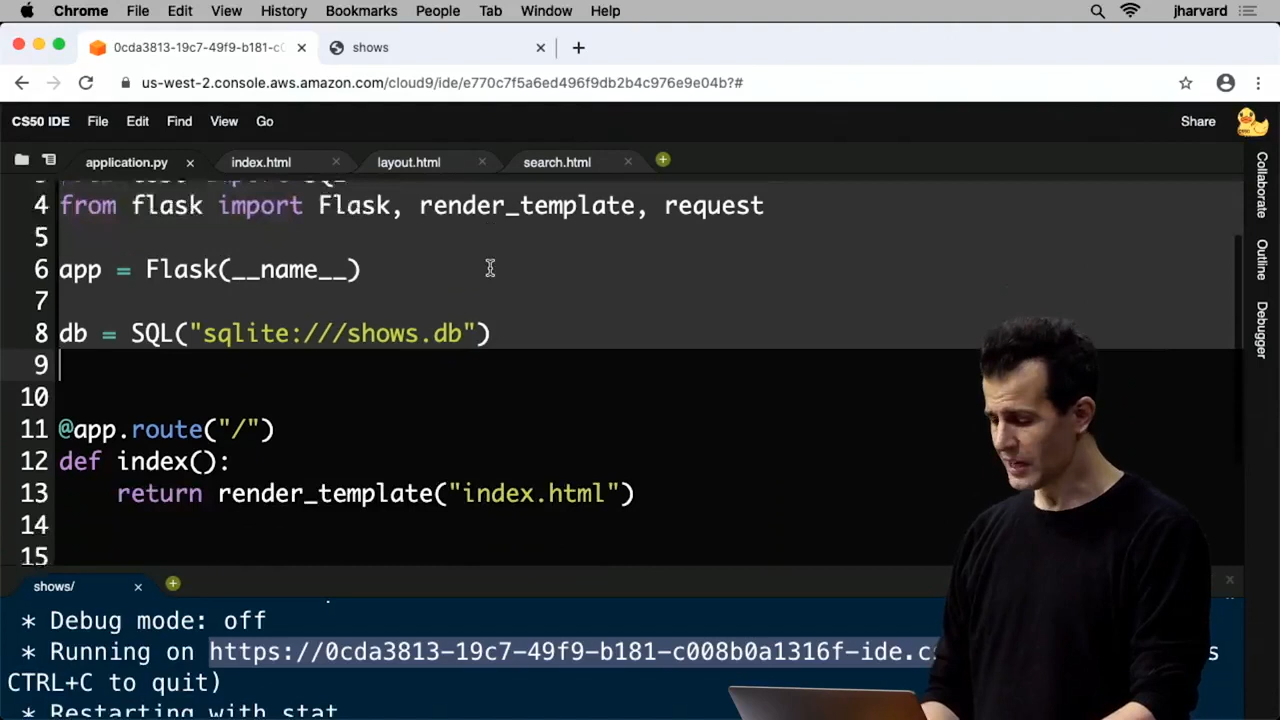 Chrome File Edit View History Bookmarks People Tab Window Help jharvard
0cda3813-19c7-49f9-b181-c0 shows
us-west-2.console.aws.amazon.com/cloud9/ide/e770c7f5a6ed496f9db2b4c976e9e04b?#
CS50 IDE File Edit Find View Go Share
application.py index.html layout.html search.html
Collaborate
Outline
Debugger
4 from flask import Flask, render_template, request
5
6 app = Flask(__name__)
7
8 db = SQL("sqlite:///shows.db")
9
10
11 @app.route("/")
12 def index():
13 return render_template("index.html")
14
15
shows/
* Debug mode: off
* Running on https://0cda3813-19c7-49f9-b181-c008b0a1316f-ide.c s
CTRL+C to quit)
* Restarting with stat